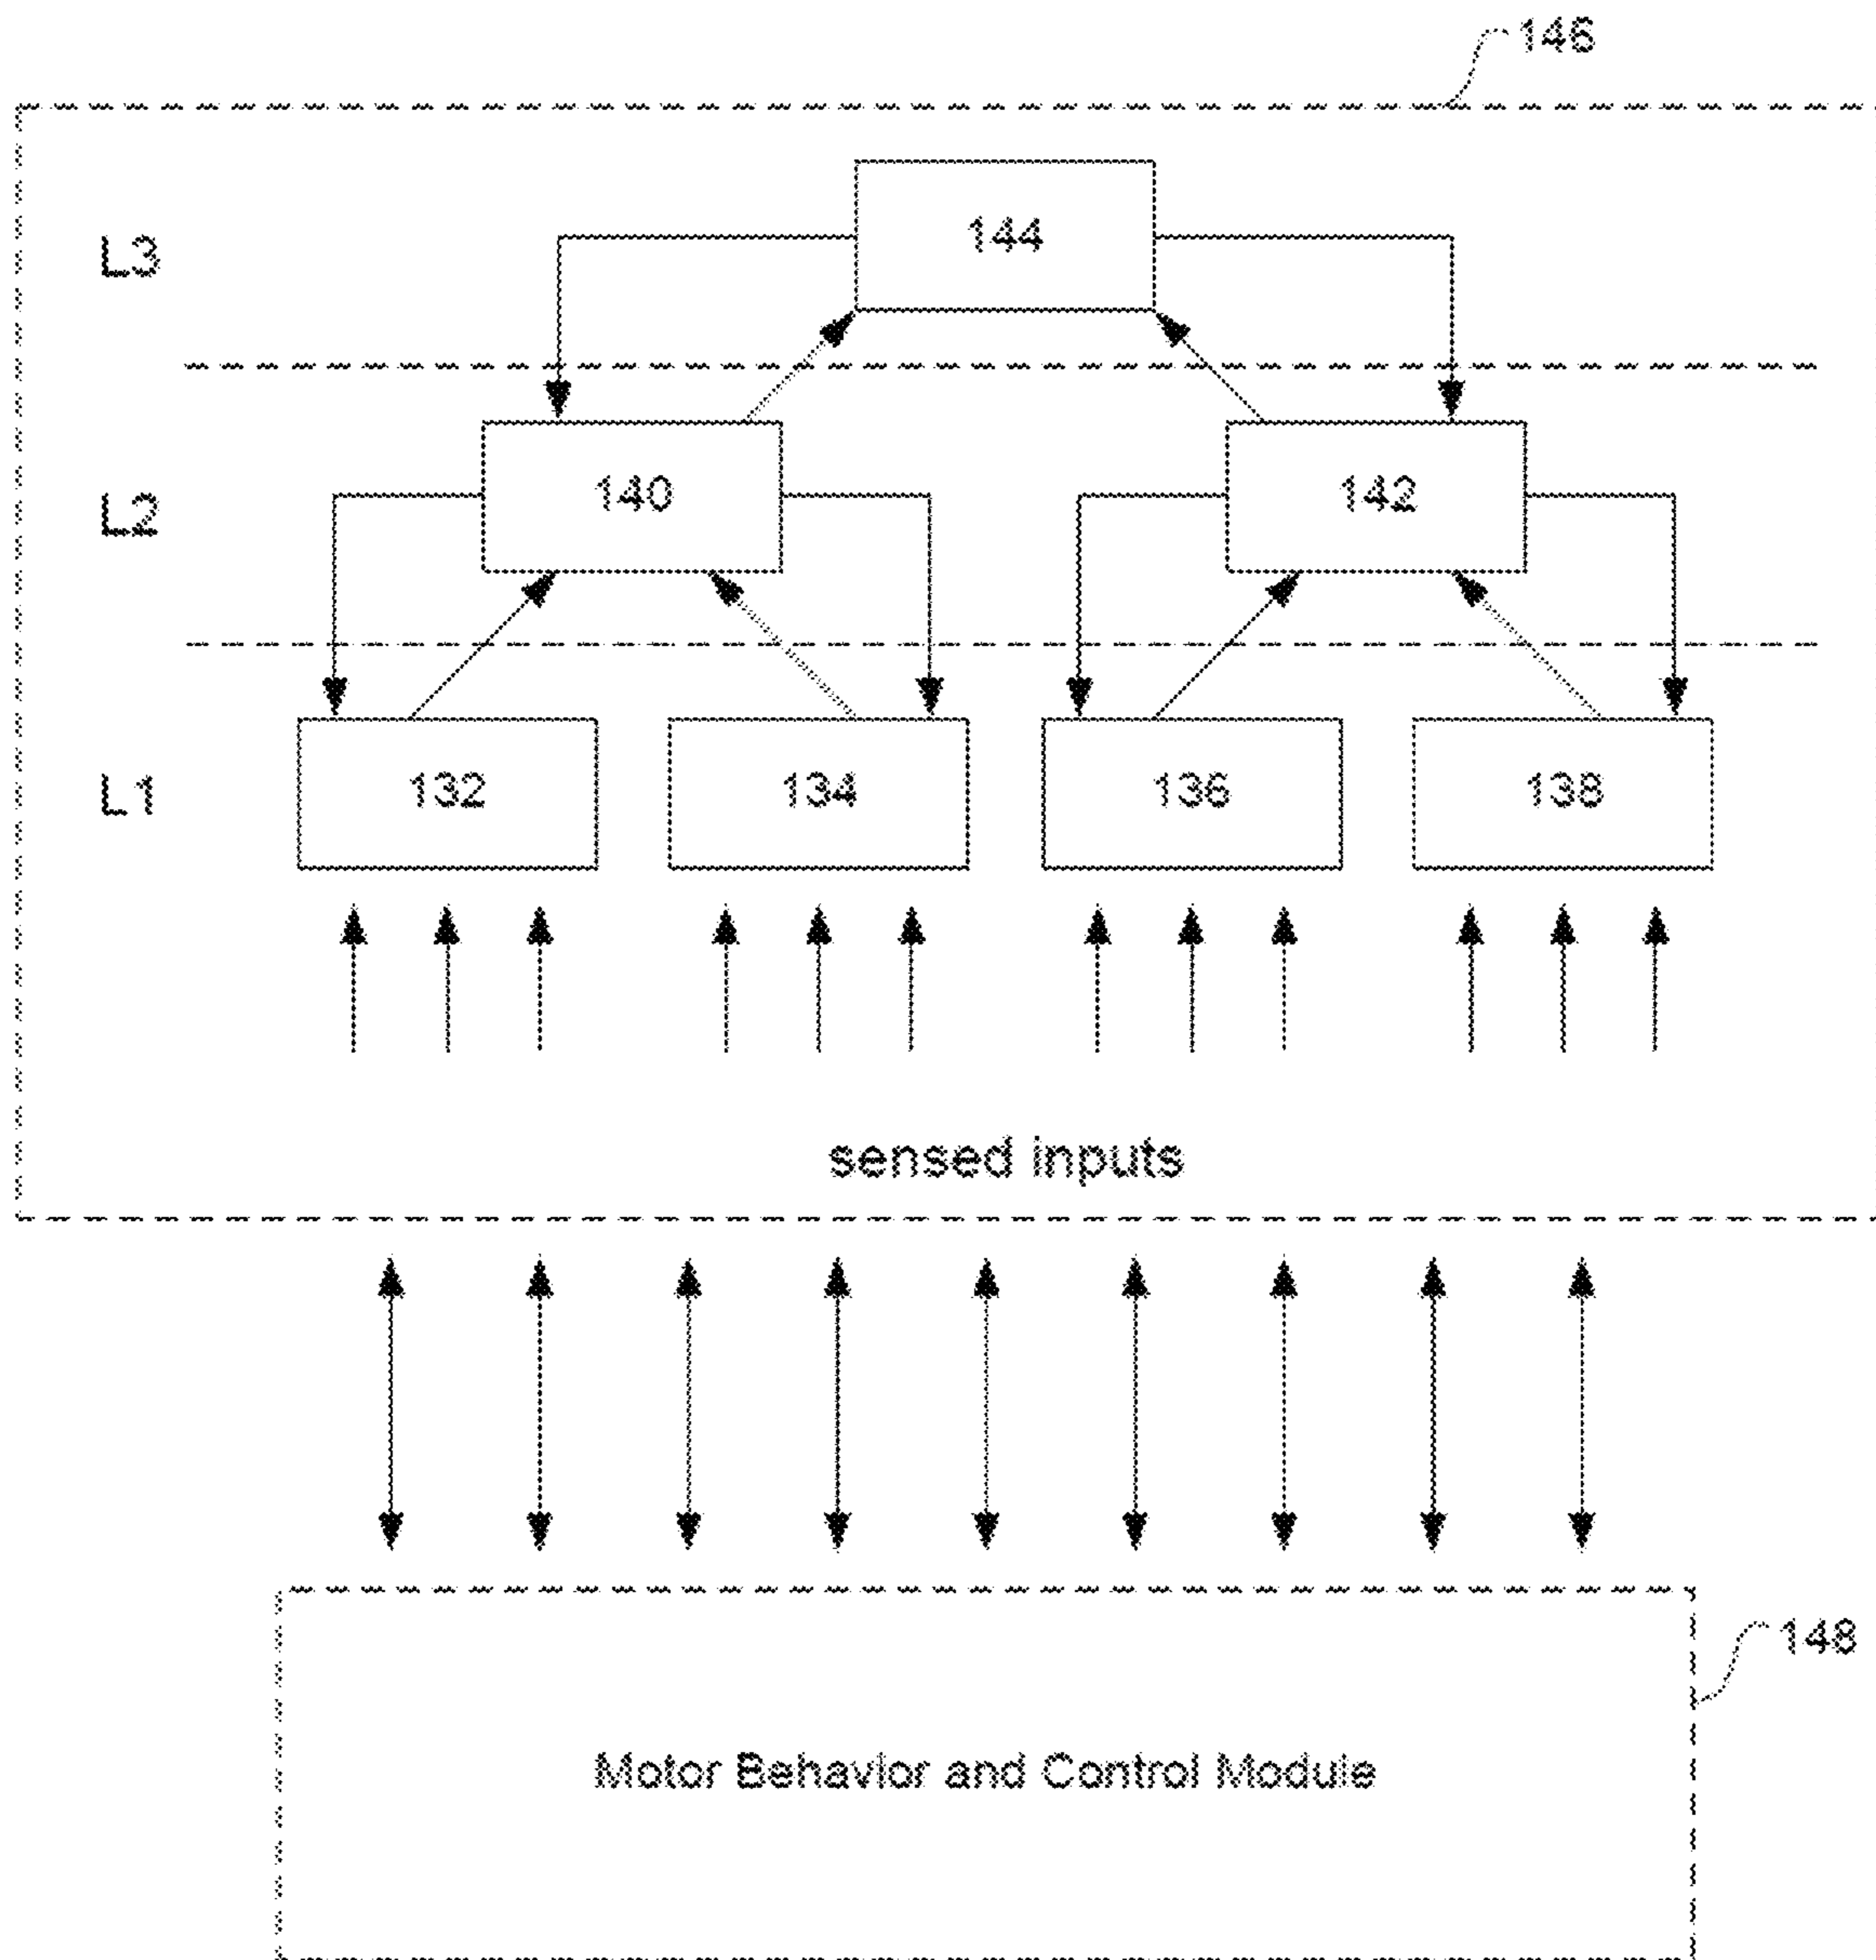 146
L3
144
L2
140
142
L1
132
134
136
138
sensed inputs
148
Motor Behavior and Control Module